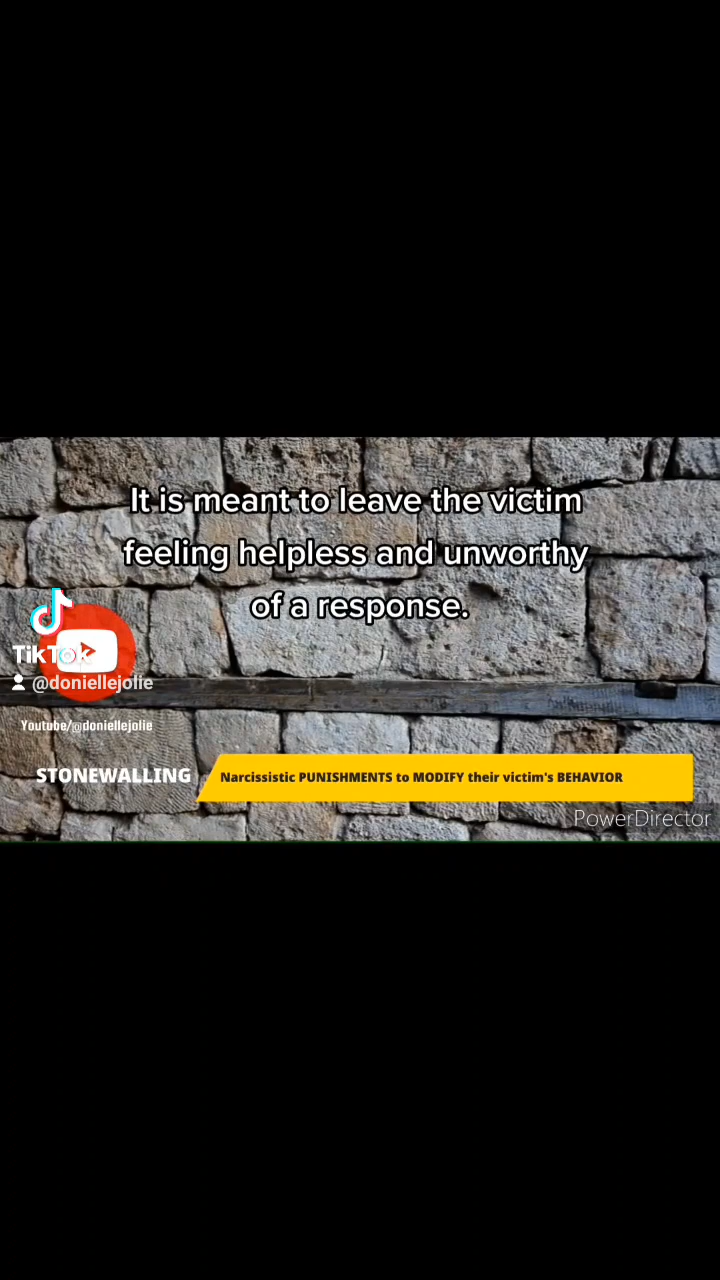 It is meant to leave the victim
feeling helpless and unworthy
of a response.
TikTok
@doniellejolie
Youtube/@doniellejolie
STONEWALLING
Narcissistic PUNISHMENTS to MODIFY their victim's BEHAVIOR
PowerDirector